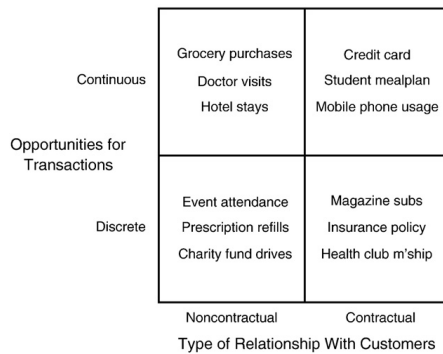 Grocery purchases
Doctor visits
Hotel stays
Credit card
Student mealplan
Mobile phone usage
Continuous
Opportunities for
Transactions
Event attendance
Prescription refills
Charity fund drives
Magazine subs
Insurance policy
Health club m'ship
Discrete
Noncontractual
Contractual
Type of Relationship With Customers